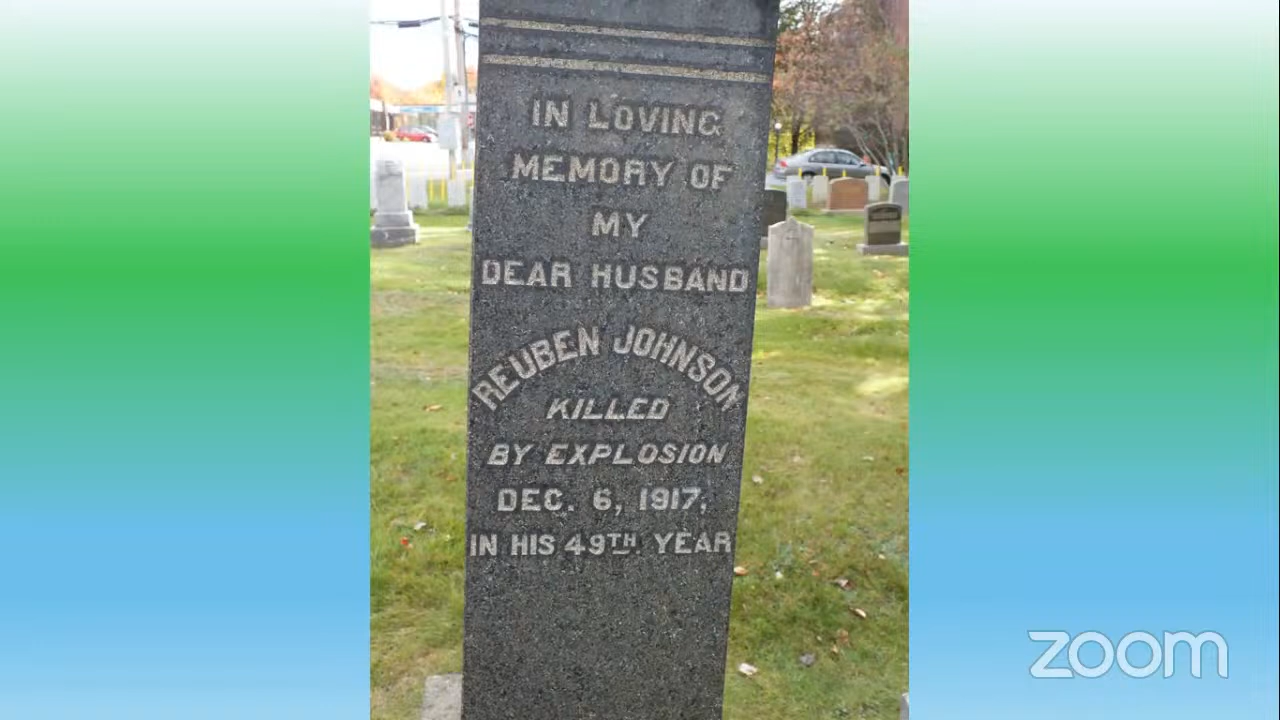 IN LOVING
MEMORY OF
MY
DEAR HUSBAND
REUBEN JOHNSON
KILLED
BY EXPLOSION
DEC. 6, 1917,
IN HIS 49TH YEAR
zoom